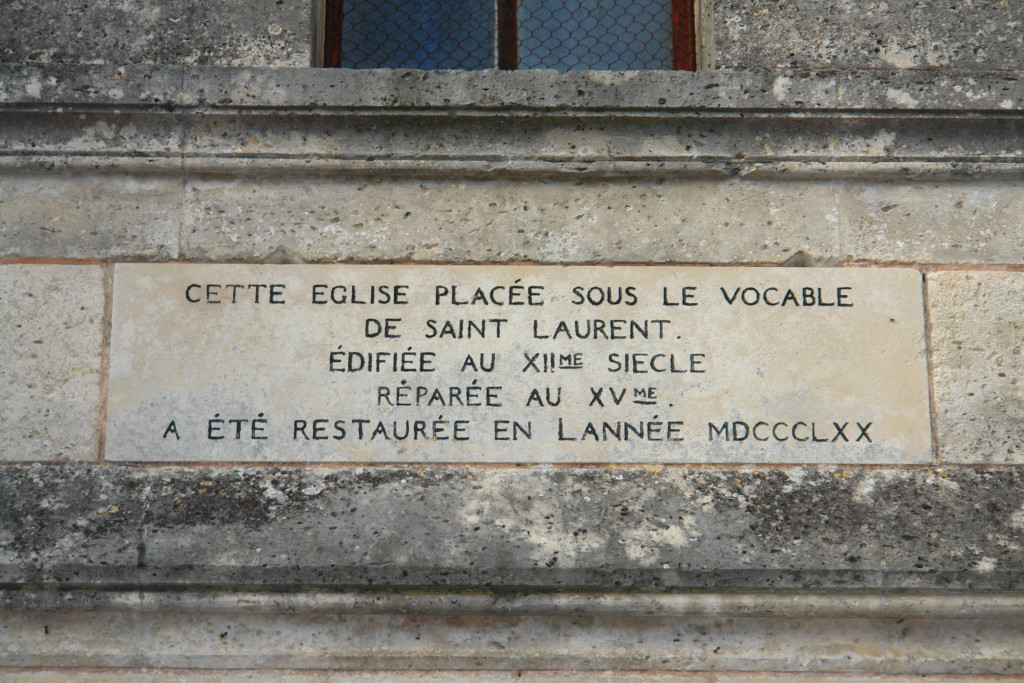 CETTE EGLISE PLACÉE SOUS LE VOCABLE
DE SAINT LAURENT.
ÉDIFIÉE AU XIIME SIECLE
RÉPARÉE AU XVME.
A ÉTÉ RESTAURÉE EN LANNÉE MDCCCLXX